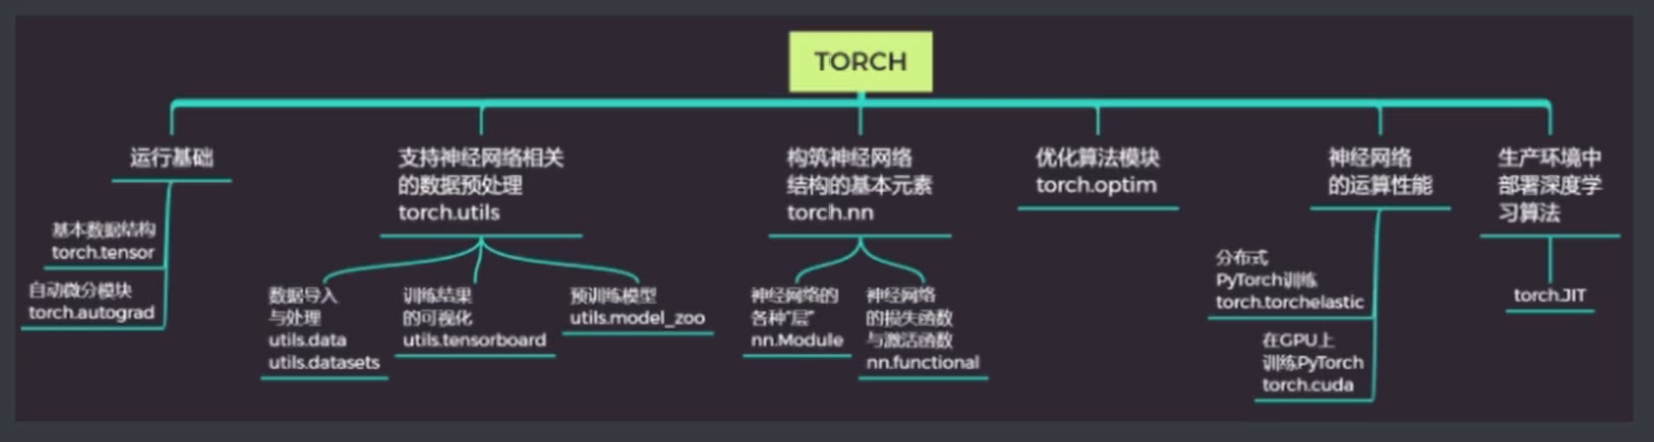 TORCH
运行基础
基本数据结构
torch.tensor
自动微分模块
torch.autograd
支持神经网络相关
的数据预处理
torch.utils
数据导入
与处理
utils.data
utils.datasets
训练结果
的可视化
utils.tensorboard
预训练模型
utils.model_zoo
构筑神经网络
结构的基本元素
torch.nn
神经网络的
各种"层"
nn.Module
神经网络
的损失函数
与激活函数
nn.functional
优化算法模块
torch.optim
神经网络
的运算性能
分布式
PyTorch训练
torch.torchelastic
在GPU上
训练PyTorch
torch.cuda
生产环境中
部署深度学
习算法
torch.JIT